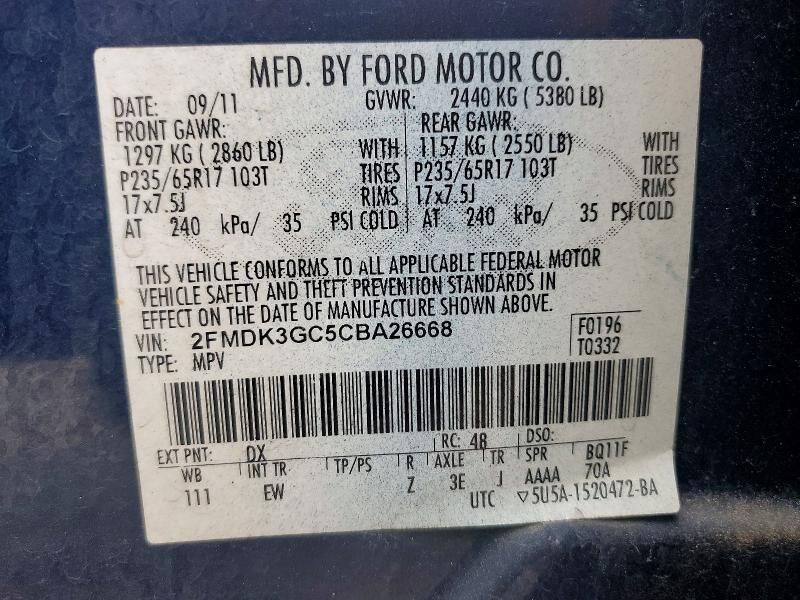 MFD. BY FORD MOTOR CO.
DATE: 09/11 GVWR: 2440 KG ( 5380 LB)
FRONT GAWR: REAR GAWR:
1297 KG ( 2860 LB) WITH 1157 KG ( 2550 LB) WITH
P235/65R17 103T TIRES P235/65R17 103T TIRES
17x7.5J RIMS 17x7.5J RIMS
AT 240 kPa/ 35 PSI COLD AT 240 kPa/ 35 PSI COLD
THIS VEHICLE CONFORMS TO ALL APPLICABLE FEDERAL MOTOR
VEHICLE SAFETY AND THEFT PREVENTION STANDARDS IN
EFFECT ON THE DATE OF MANUFACTURE SHOWN ABOVE.
VIN: 2FMDK3GC5CBA26668 F0196
TYPE: MPV T0332
EXT PNT: DX RC: 48 DSO:
WB INT TR TP/PS R AXLE TR SPR BQ11F
111 EW Z 3E J AAAA 70A
UTC ▽5U5A-1520472-BA